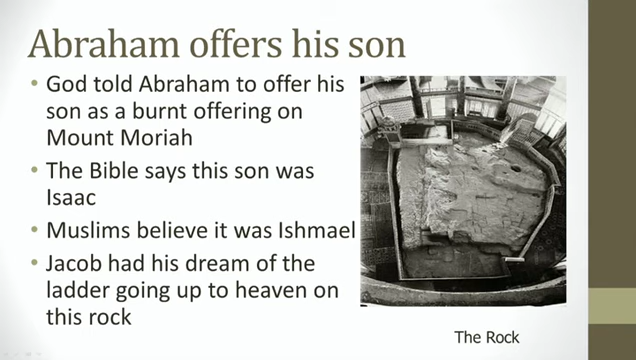 Abraham offers his son
• God told Abraham to offer his
son as a burnt offering on
Mount Moriah
• The Bible says this son was
Isaac
• Muslims believe it was Ishmael
• Jacob had his dream of the
ladder going up to heaven on
this rock
The Rock